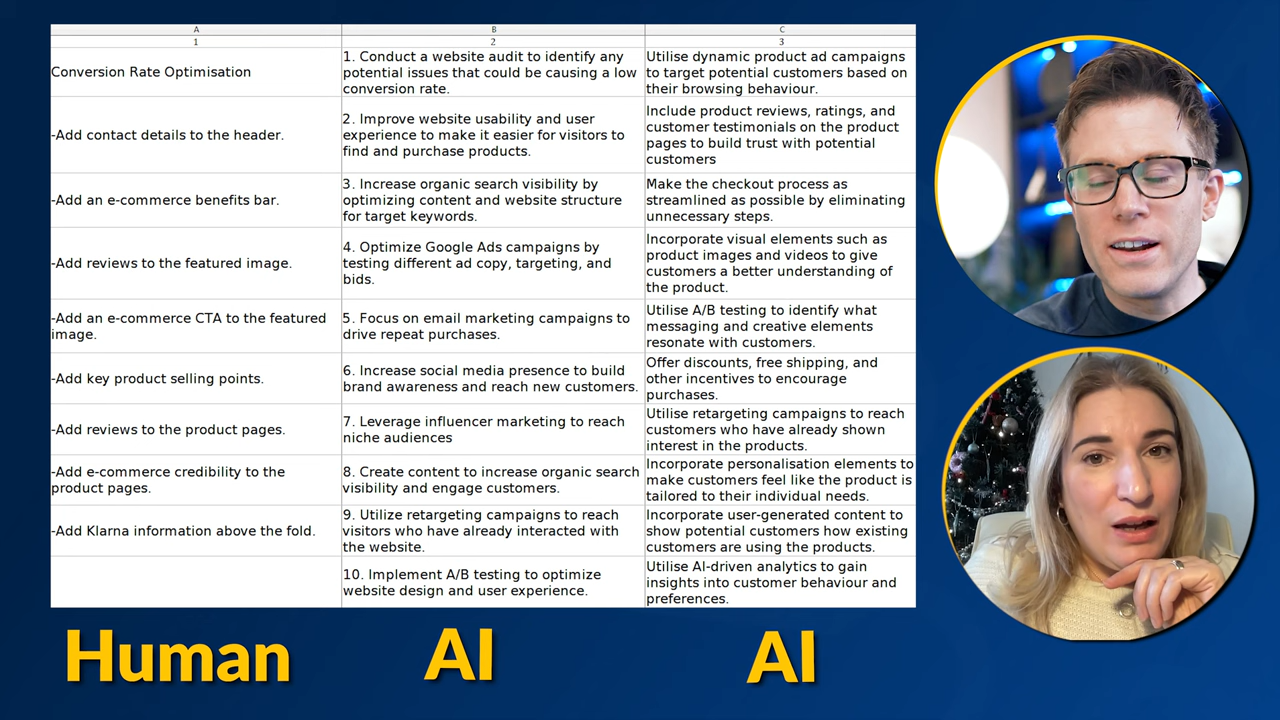 A
B
C
1
2
3
Conversion Rate Optimisation
1. Conduct a website audit to identify any
potential issues that could be causing a low
conversion rate.
Utilise dynamic product ad campaigns
to target potential customers based on
their browsing behaviour.
-Add contact details to the header.
2. Improve website usability and user
experience to make it easier for visitors to
find and purchase products.
Include product reviews, ratings, and
customer testimonials on the product
pages to build trust with potential
customers
-Add an e-commerce benefits bar.
3. Increase organic search visibility by
optimizing content and website structure
for target keywords.
Make the checkout process as
streamlined as possible by eliminating
unnecessary steps.
-Add reviews to the featured image.
4. Optimize Google Ads campaigns by
testing different ad copy, targeting, and
bids.
Incorporate visual elements such as
product images and videos to give
customers a better understanding of
the product.
-Add an e-commerce CTA to the featured
image.
5. Focus on email marketing campaigns to
drive repeat purchases.
Utilise A/B testing to identify what
messaging and creative elements
resonate with customers.
-Add key product selling points.
6. Increase social media presence to build
brand awareness and reach new customers.
Offer discounts, free shipping, and
other incentives to encourage
purchases.
-Add reviews to the product pages.
7. Leverage influencer marketing to reach
niche audiences
Utilise retargeting campaigns to reach
customers who have already shown
interest in the products.
-Add e-commerce credibility to the
product pages.
8. Create content to increase organic search
visibility and engage customers.
Incorporate personalisation elements to
make customers feel like the product is
tailored to their individual needs.
-Add Klarna information above the fold.
9. Utilize retargeting campaigns to reach
visitors who have already interacted with
the website.
Incorporate user-generated content to
show potential customers how existing
customers are using the products.
10. Implement A/B testing to optimize
website design and user experience.
Utilise AI-driven analytics to gain
insights into customer behaviour and
preferences.
Human
AI
AI